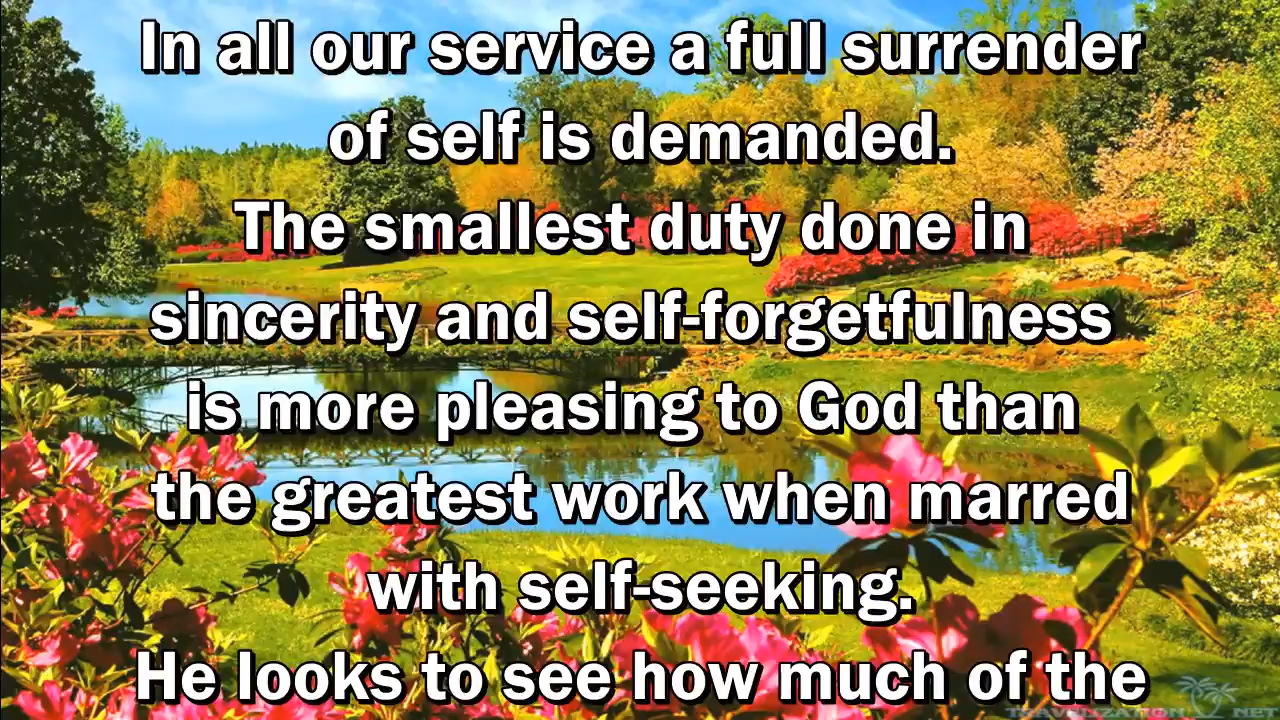 In all our service a full surrender
of self is demanded.
The smallest duty done in
sincerity and self-forgetfulness
is more pleasing to God than
the greatest work when marred
with self-seeking.
He looks to see how much of the
TRAVELIZATION.NET